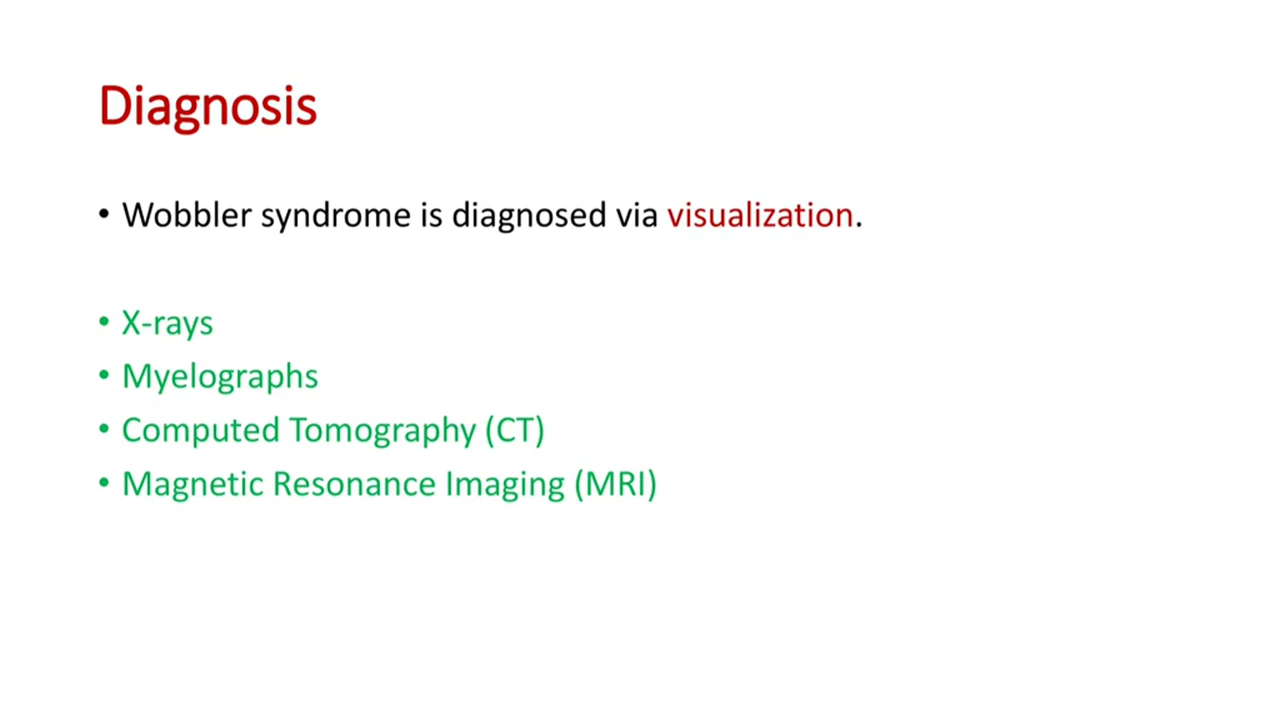 Diagnosis
• Wobbler syndrome is diagnosed via visualization.
• X-rays
• Myelographs
• Computed Tomography (CT)
• Magnetic Resonance Imaging (MRI)